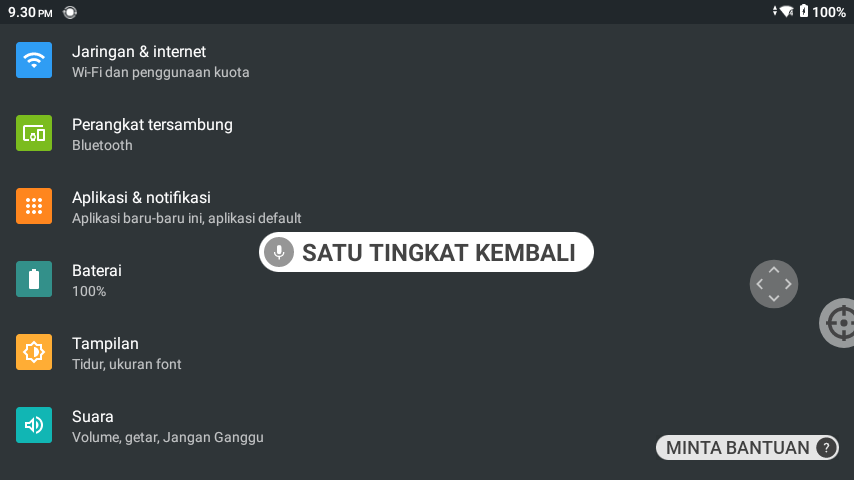 9.30 PM
100%
Jaringan & internet
Wi-Fi dan penggunaan kuota
Perangkat tersambung
Bluetooth
Aplikasi & notifikasi
Aplikasi baru-baru ini, aplikasi default
SATU TINGKAT KEMBALI
Baterai
100%
Tampilan
Tidur, ukuran font
Suara
Volume, getar, Jangan Ganggu
MINTA BANTUAN ?